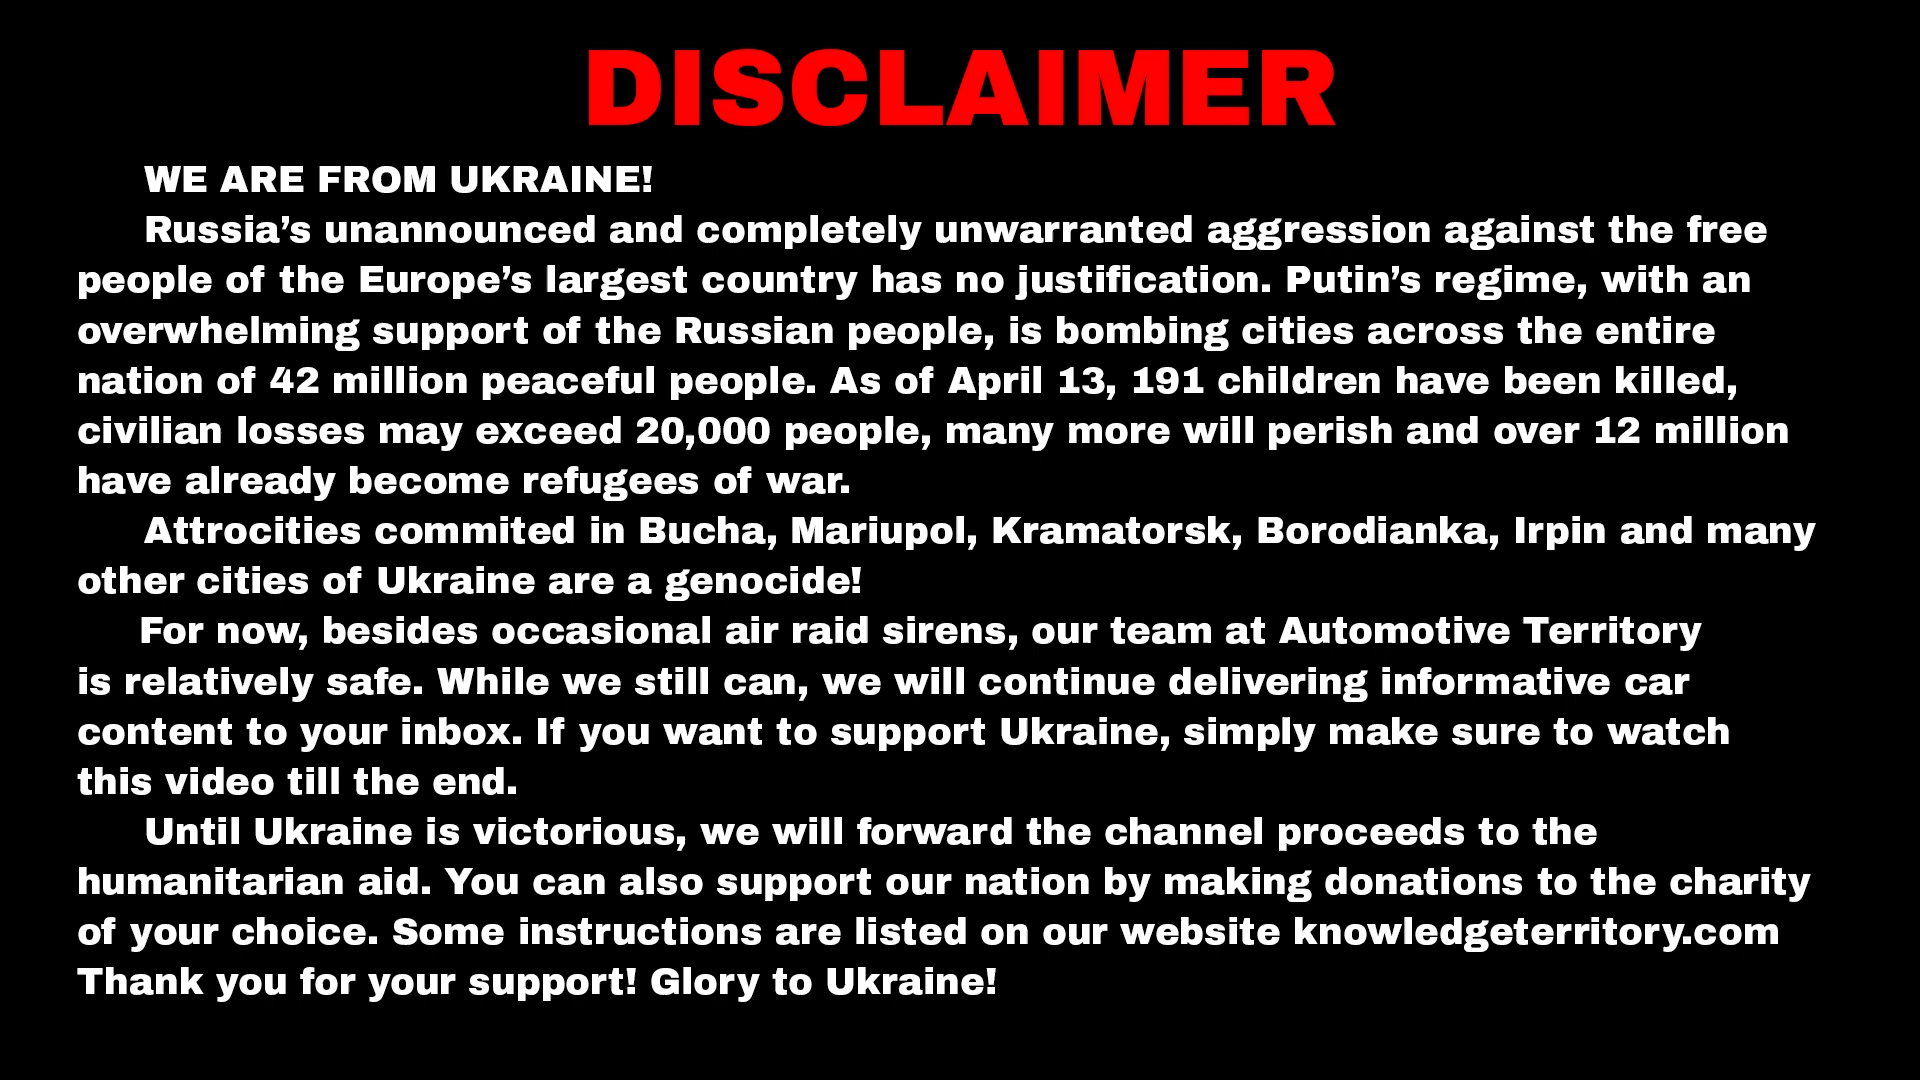 DISCLAIMER
WE ARE FROM UKRAINE!
Russia’s unannounced and completely unwarranted aggression against the free
people of the Europe’s largest country has no justification. Putin’s regime, with an
overwhelming support of the Russian people, is bombing cities across the entire
nation of 42 million peaceful people. As of April 13, 191 children have been killed,
civilian losses may exceed 20,000 people, many more will perish and over 12 million
have already become refugees of war.
Attrocities commited in Bucha, Mariupol, Kramatorsk, Borodianka, Irpin and many
other cities of Ukraine are a genocide!
For now, besides occasional air raid sirens, our team at Automotive Territory
is relatively safe. While we still can, we will continue delivering informative car
content to your inbox. If you want to support Ukraine, simply make sure to watch
this video till the end.
Until Ukraine is victorious, we will forward the channel proceeds to the
humanitarian aid. You can also support our nation by making donations to the charity
of your choice. Some instructions are listed on our website knowledgeterritory.com
Thank you for your support! Glory to Ukraine!